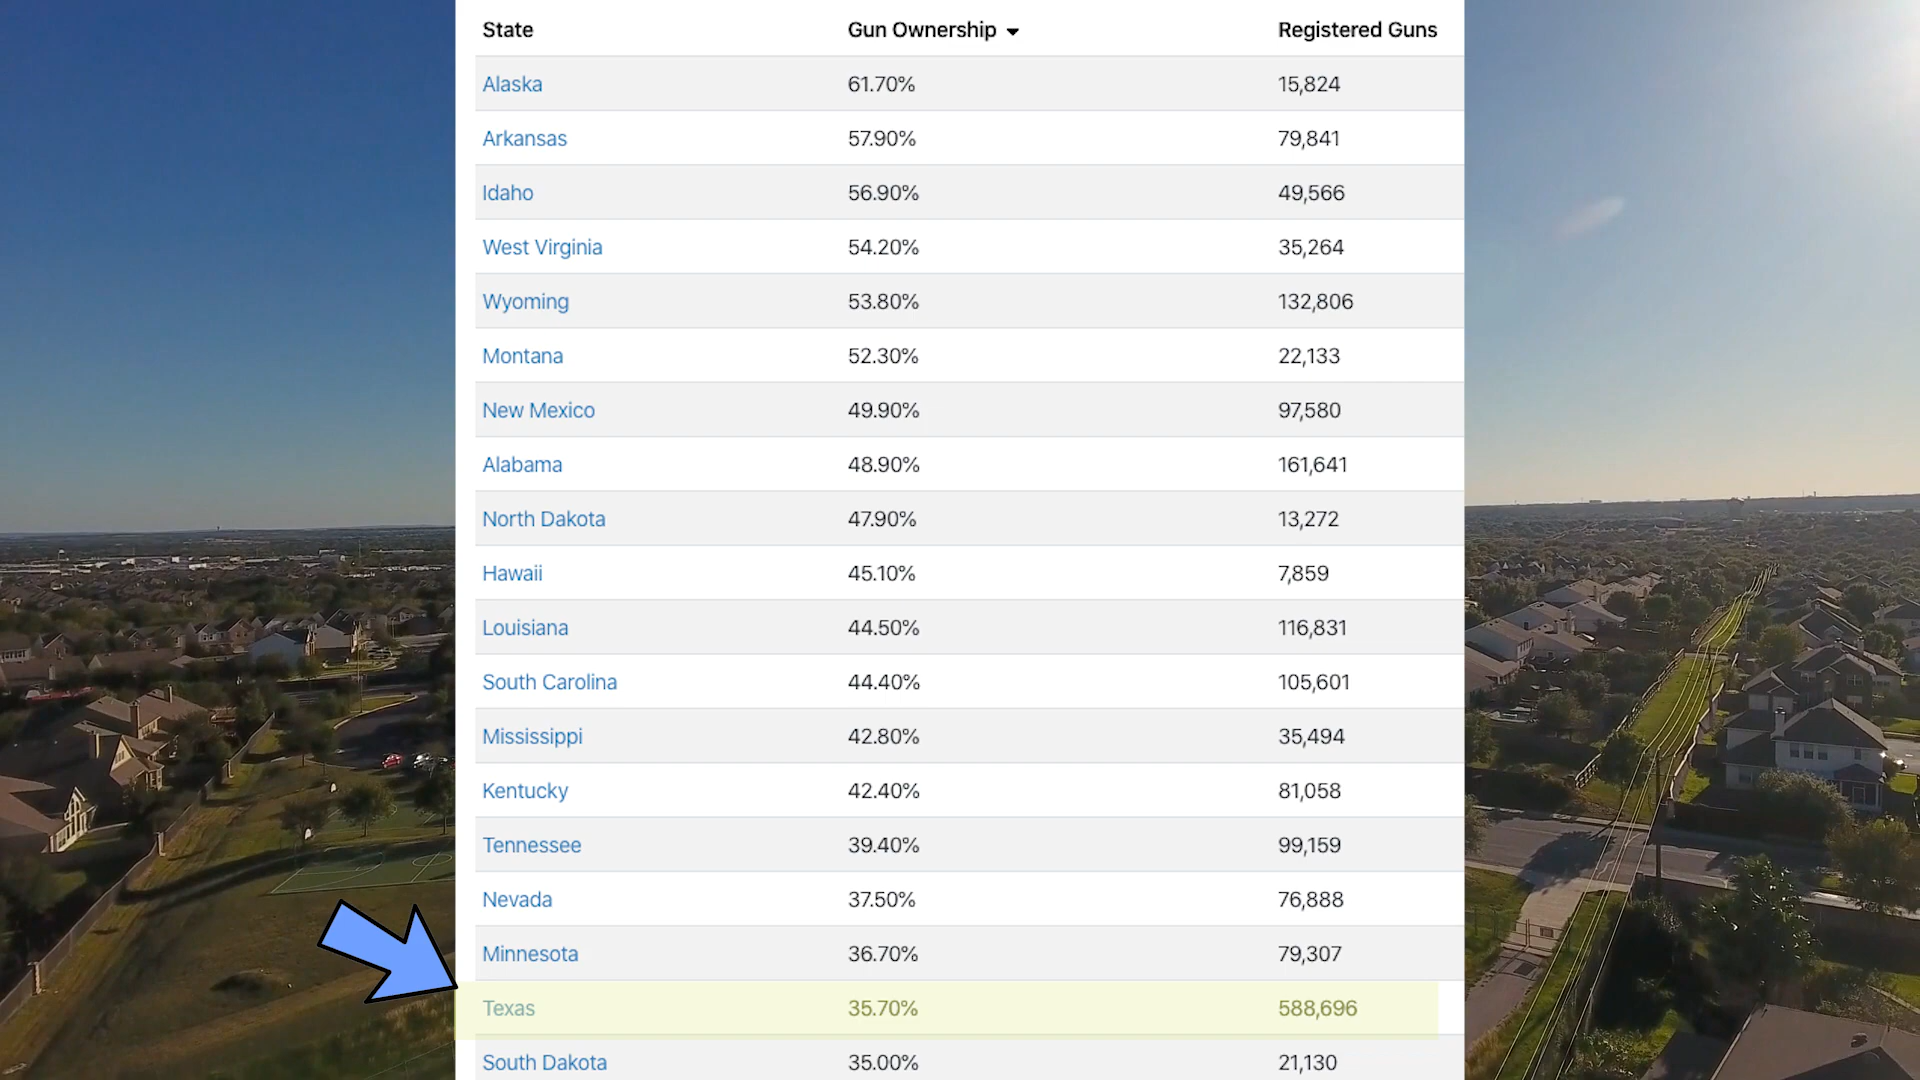 State Gun Ownership Registered Guns
Alaska 61.70% 15,824
Arkansas 57.90% 79,841
Idaho 56.90% 49,566
West Virginia 54.20% 35,264
Wyoming 53.80% 132,806
Montana 52.30% 22,133
New Mexico 49.90% 97,580
Alabama 48.90% 161,641
North Dakota 47.90% 13,272
Hawaii 45.10% 7,859
Louisiana 44.50% 116,831
South Carolina 44.40% 105,601
Mississippi 42.80% 35,494
Kentucky 42.40% 81,058
Tennessee 39.40% 99,159
Nevada 37.50% 76,888
Minnesota 36.70% 79,307
Texas 35.70% 588,696
South Dakota 35.00% 21,130